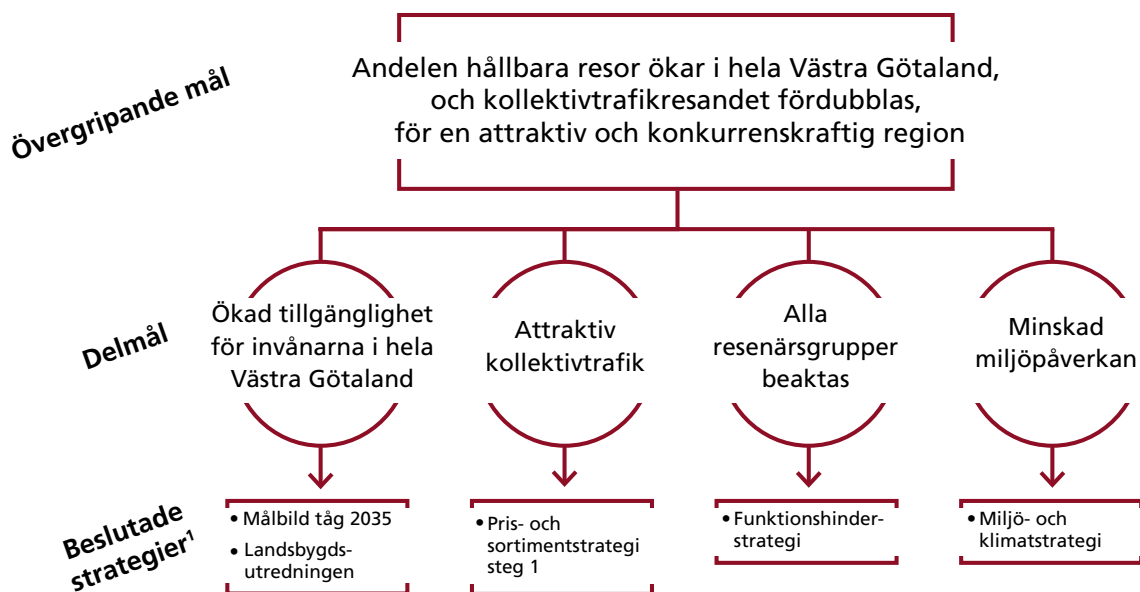 Övergripande mål
Andelen hållbara resor ökar i hela Västra Götaland,
och kollektivtrafikresandet fördubblas,
för en attraktiv och konkurrenskraftig region
Delmål
Ökad tillgänglighet
för invånarna i hela
Västra Götaland
Attraktiv
kollektivtrafik
Alla
resenärsgrupper
beaktas
Minskad
miljöpåverkan
Beslutade
strategier¹
• Målbild tåg 2035
• Landsbygds-
utredningen
• Pris- och
sortimentstrategi
steg 1
• Funktionshinder-
strategi
• Miljö- och
klimatstrategi